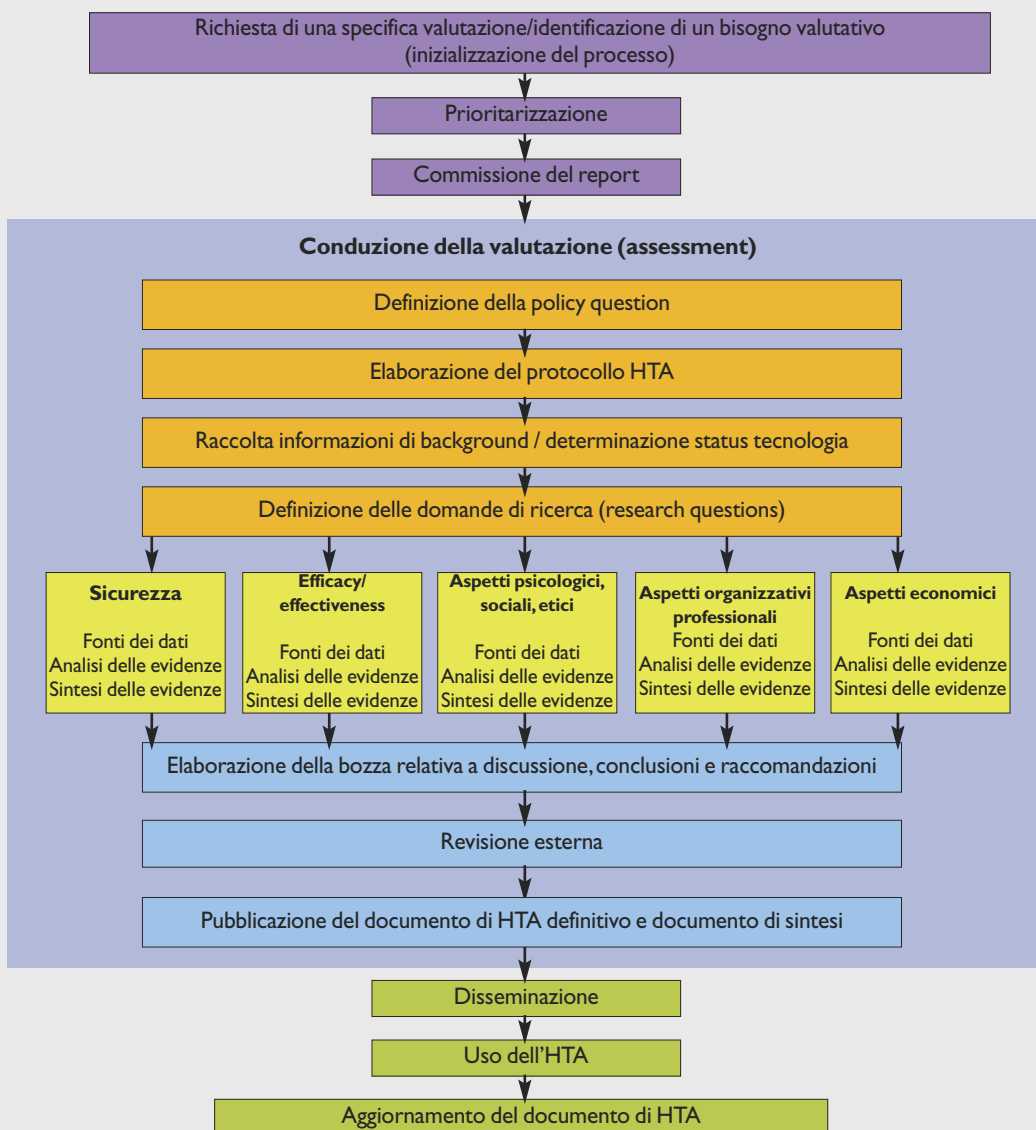 Richiesta di una specifica valutazione/identificazione di un bisogno valutativo
(inizializzazione del processo)
Prioritarizzazione
Commissione del report
Conduzione della valutazione (assessment)
Definizione della policy question
Elaborazione del protocollo HTA
Raccolta informazioni di background / determinazione status tecnologia
Definizione delle domande di ricerca (research questions)
Sicurezza
Fonti dei dati
Analisi delle evidenze
Sintesi delle evidenze
Efficacy/
effectiveness
Fonti dei dati
Analisi delle evidenze
Sintesi delle evidenze
Aspetti psicologici,
sociali, etici
Fonti dei dati
Analisi delle evidenze
Sintesi delle evidenze
Aspetti organizzativi
professionali
Fonti dei dati
Analisi delle evidenze
Sintesi delle evidenze
Aspetti economici
Fonti dei dati
Analisi delle evidenze
Sintesi delle evidenze
Elaborazione della bozza relativa a discussione, conclusioni e raccomandazioni
Revisione esterna
Pubblicazione del documento di HTA definitivo e documento di sintesi
Disseminazione
Uso dell'HTA
Aggiornamento del documento di HTA